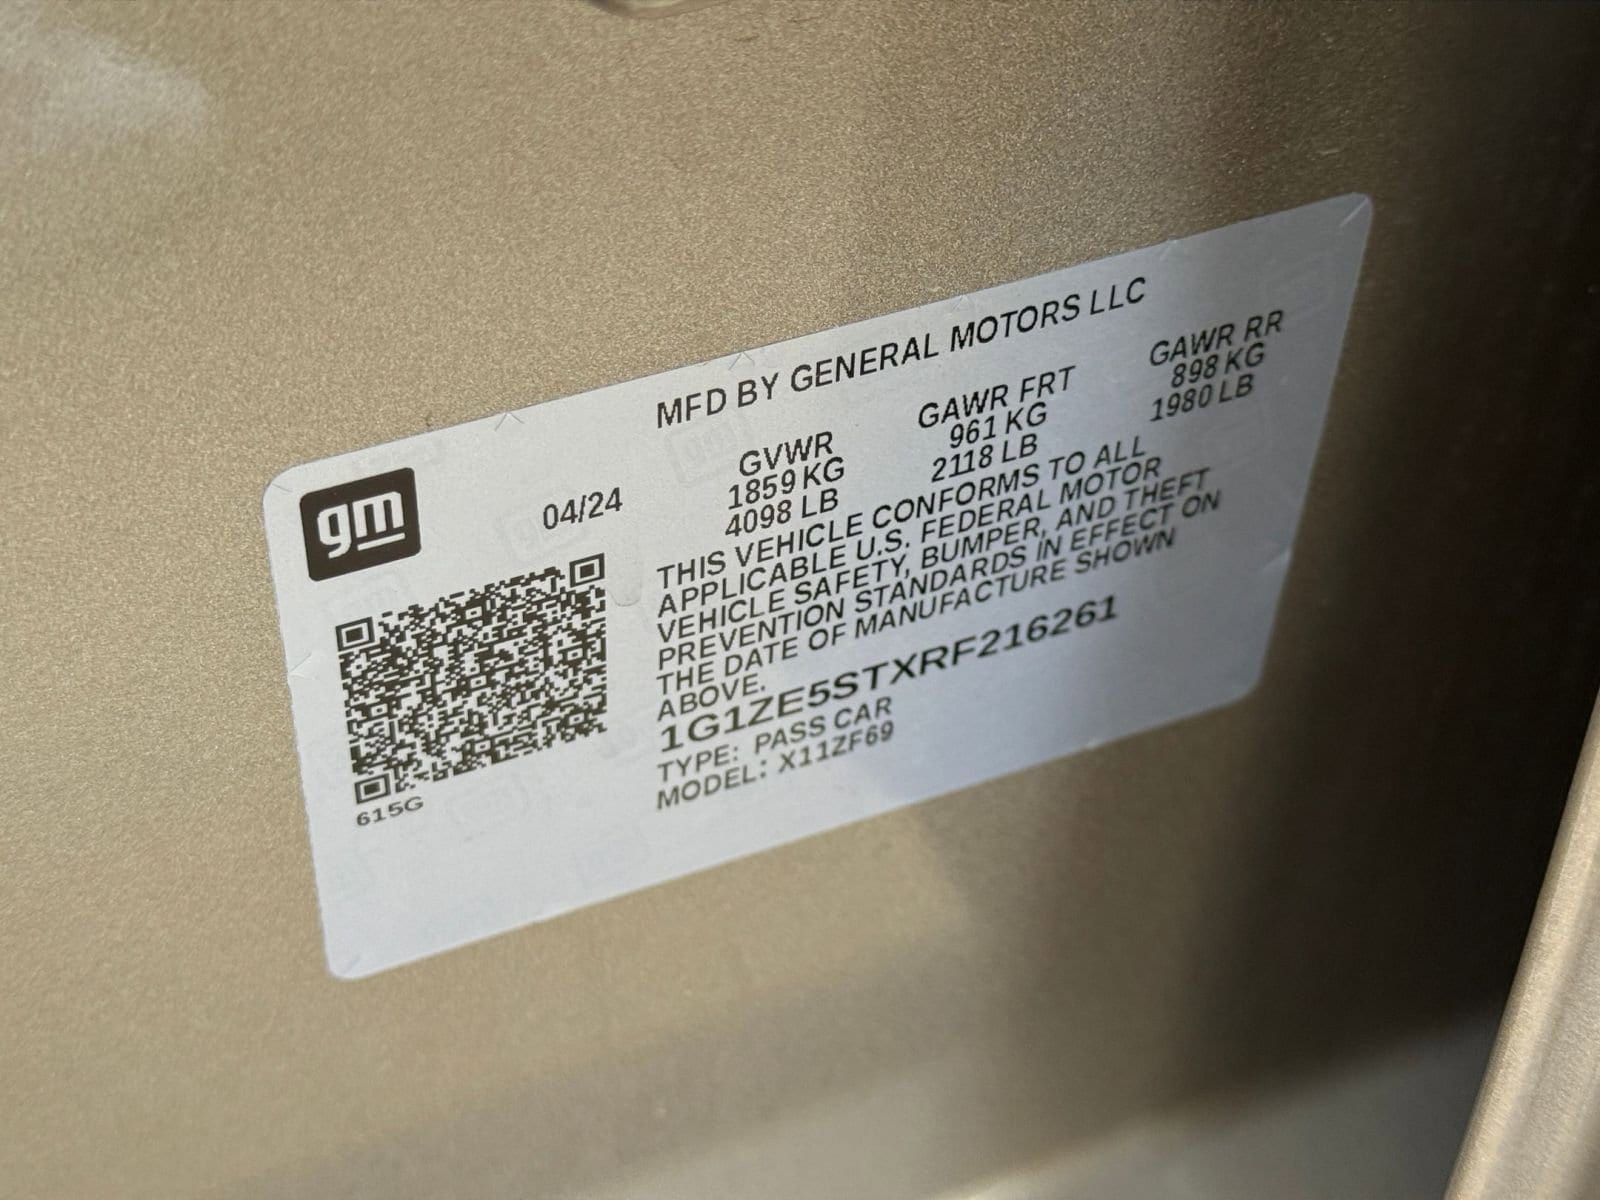 MFD BY GENERAL MOTORS LLC
gm
04/24
GVWR
1859 KG
4098 LB
GAWR FRT
961 KG
2118 LB
GAWR RR
898 KG
1980 LB
THIS VEHICLE CONFORMS TO ALL
APPLICABLE U.S. FEDERAL MOTOR
VEHICLE SAFETY, BUMPER, AND THEFT
PREVENTION STANDARDS IN EFFECT ON
THE DATE OF MANUFACTURE SHOWN
ABOVE.
1G1ZE5STXRF216261
TYPE: PASS CAR
MODEL: X11ZF69
615G